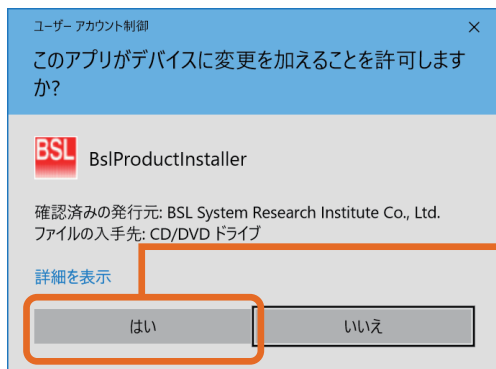 ユーザー アカウント制御
このアプリがデバイスに変更を加えることを許可します
か?
BSL
BslProductInstaller
確認済みの発行元: BSL System Research Institute Co., Ltd.
ファイルの入手先: CD/DVD ドライブ
詳細を表示
はい
いいえ